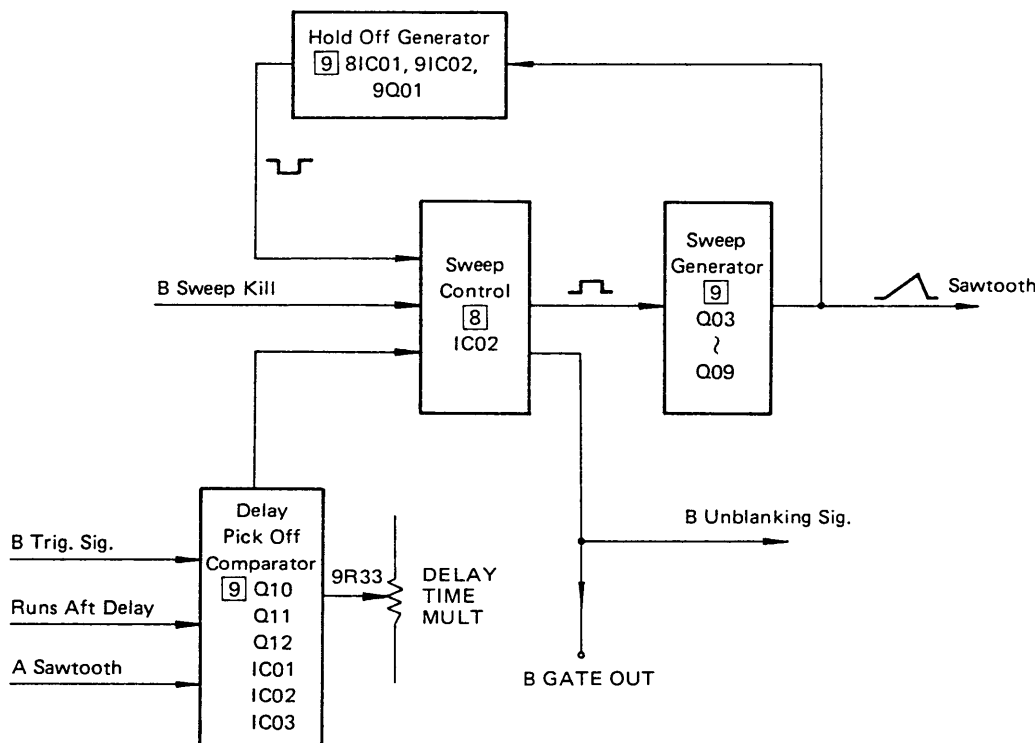 Hold Off Generator
9 8IC01, 9IC02,
9Q01
B Sweep Kill
Sweep
Control
8
IC02
Sweep
Generator
9
Q03
~
Q09
Sawtooth
B Trig. Sig.
Runs Aft Delay
A Sawtooth
Delay
Pick Off
Comparator
9 Q10
Q11
Q12
IC01
IC02
IC03
9R33
DELAY
TIME
MULT
B Unblanking Sig.
B GATE OUT